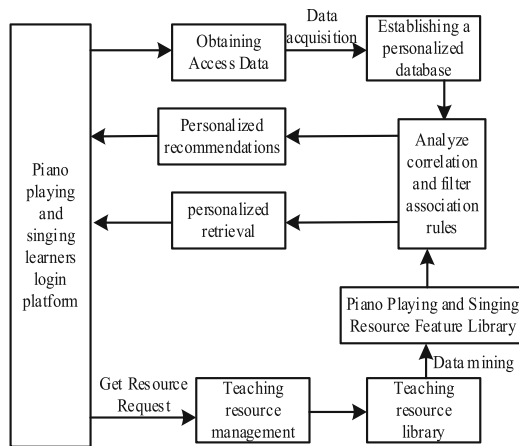 Data
acquisition
Obtaining
Access Data
Establishing a
personalized
database
Personalized
recommendations
Analyze
correlation
and filter
association
rules
Piano
playing
and
singing
learners
login
platform
personalized
retrieval
Piano Playing and Singing
Resource Feature Library
Data mining
Get Resource
Request
Teaching
resource
management
Teaching
resource
library